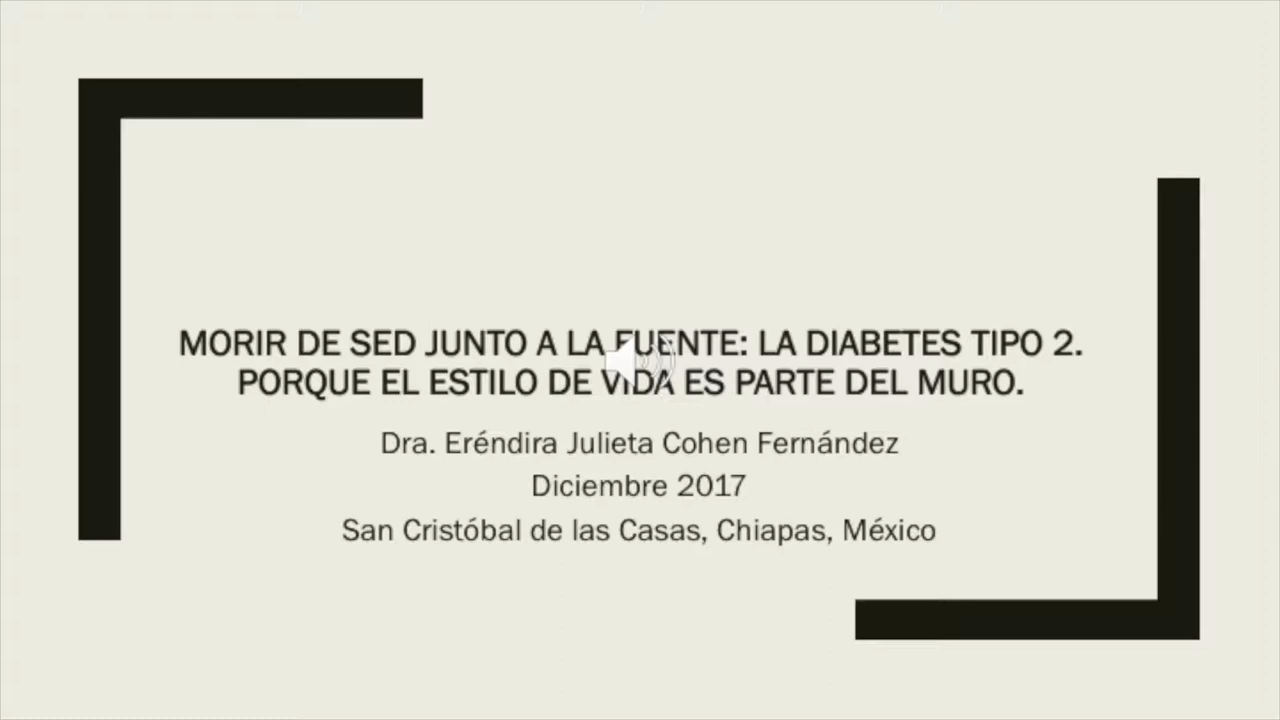 MORIR DE SED JUNTO A LA FUENTE: LA DIABETES TIPO 2.
PORQUE EL ESTILO DE VIDA ES PARTE DEL MURO.
Dra. Eréndira Julieta Cohen Fernández
Diciembre 2017
San Cristóbal de las Casas, Chiapas, México